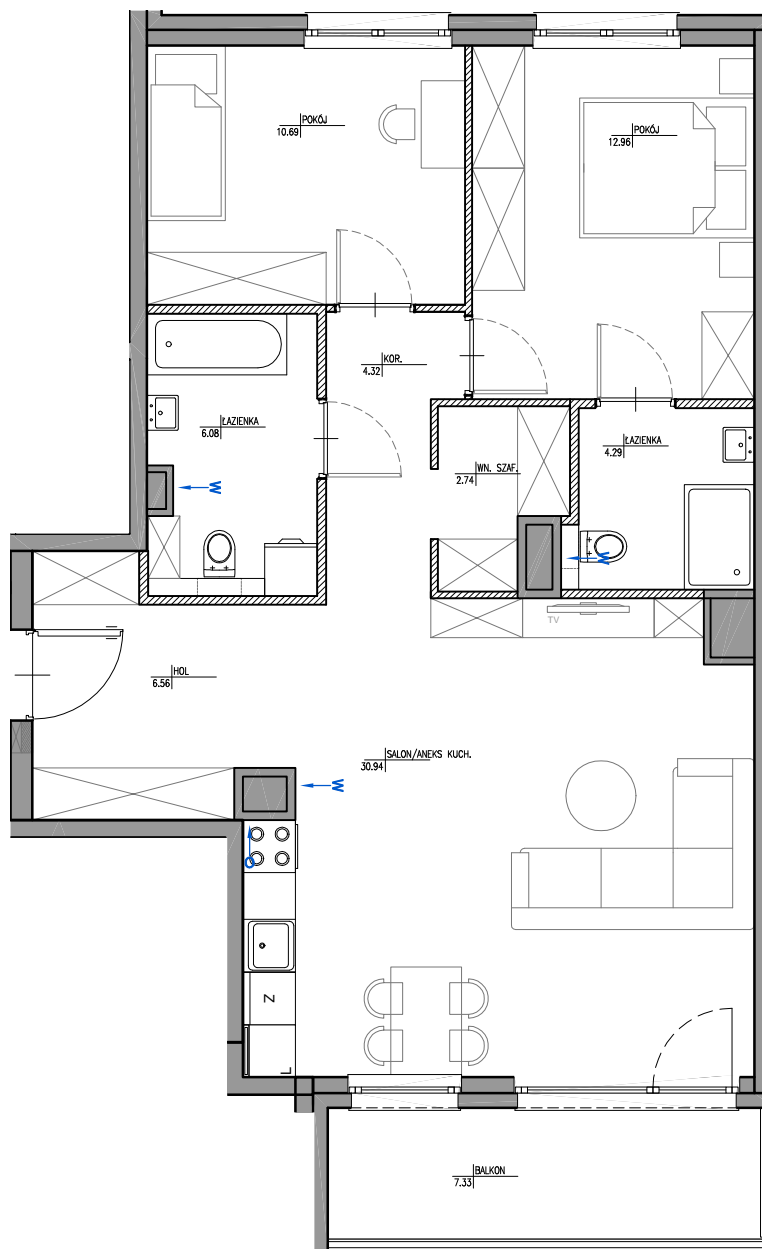 POKÓJ
10.69
POKÓJ
12.96
KOR.
4.32
ŁAZIENKA
6.08
ŁAZIENKA
4.29
WN. SZAF.
2.74
W
W
TV
HOL
6.56
SALON/ANEKS KUCH.
30.94
W
O
Z
L
BALKON
7.33